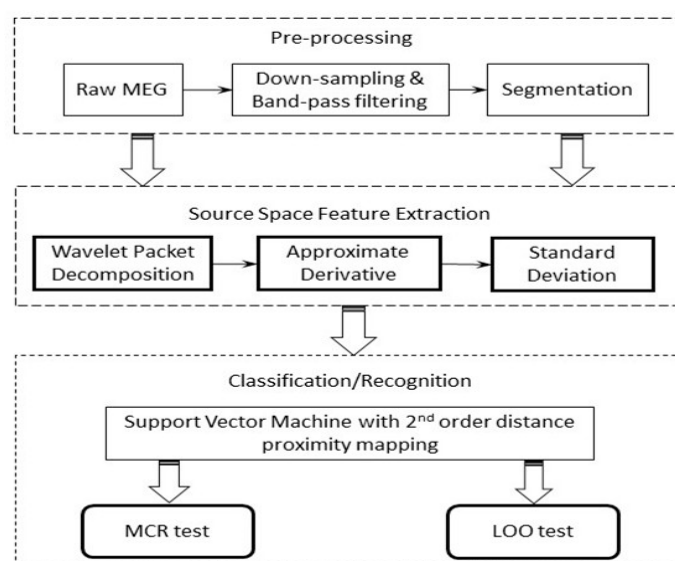 Pre-processing
Raw MEG
Down-sampling &
Band-pass filtering
Segmentation
Source Space Feature Extraction
Wavelet Packet
Decomposition
Approximate
Derivative
Standard
Deviation
Classification/Recognition
Support Vector Machine with 2nd order distance
proximity mapping
MCR test
LOO test